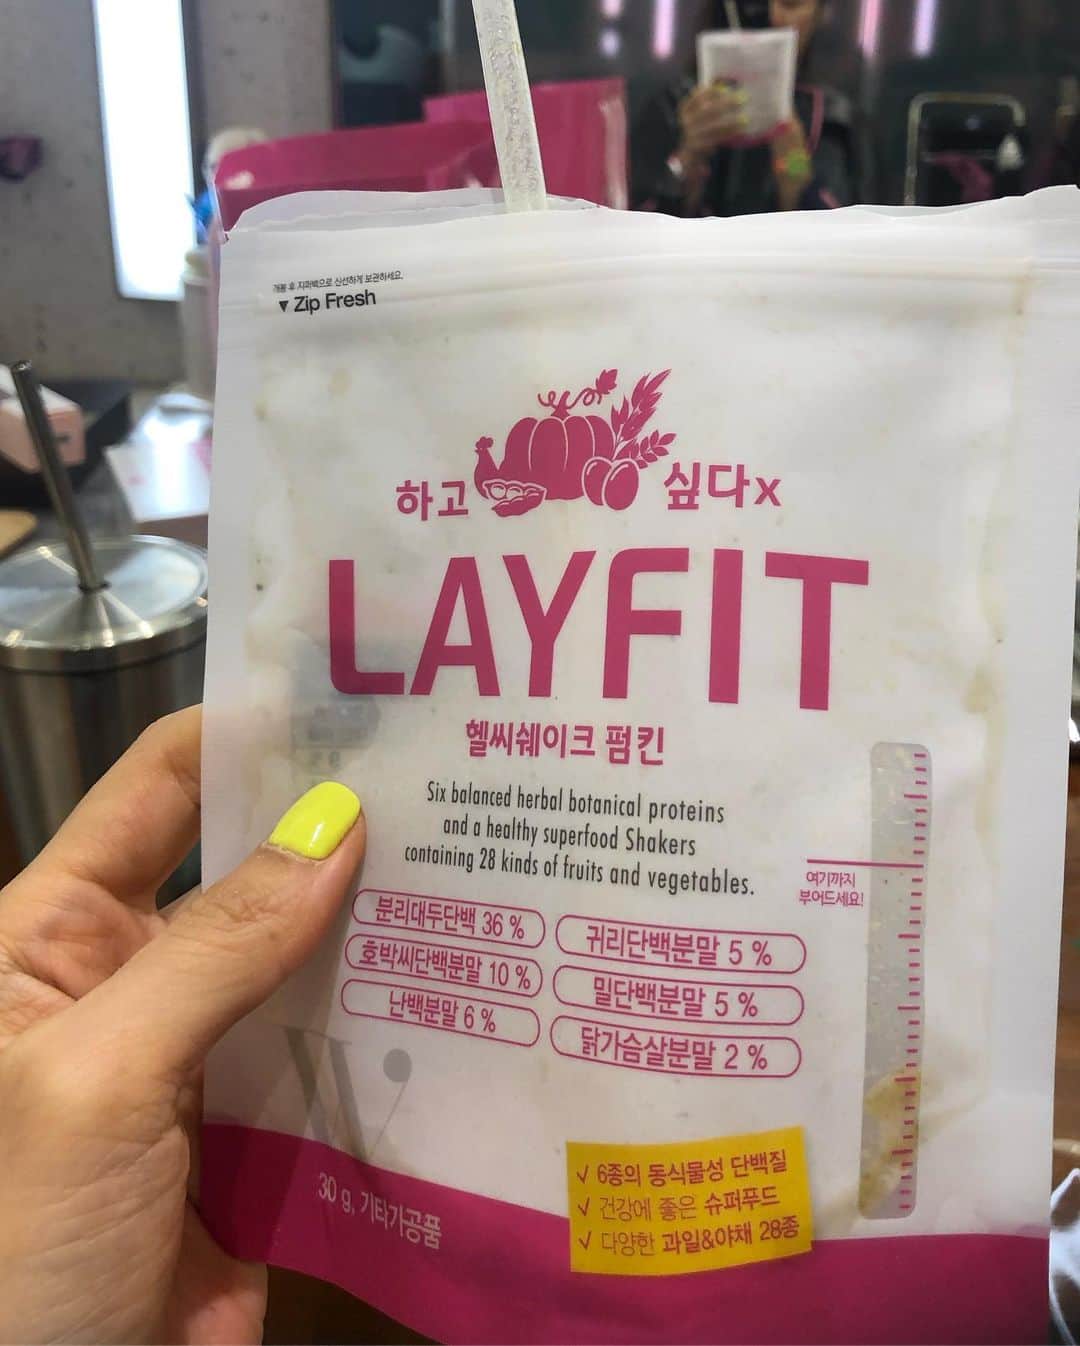 개봉 후 지퍼백으로 신선하게 보관하세요.
▼ Zip Fresh
하고 싶다x
LAYFIT
헬씨쉐이크 펌킨
Six balanced herbal botanical proteins
and a healthy superfood Shakers
containing 28 kinds of fruits and vegetables.
여기까지
부어드세요!
분리대두단백 36 %
귀리단백분말 5 %
호박씨단백분말 10 %
밀단백분말 5 %
난백분말 6 %
닭가슴살분말 2 %
W
✓ 6종의 동식물성 단백질
✓ 건강에 좋은 슈퍼푸드
✓ 다양한 과일&야채 28종
30 g, 기타가공품